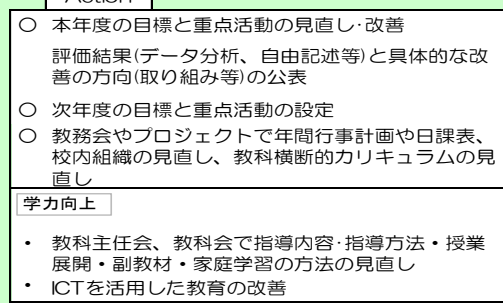 Action
○ 本年度の目標と重点活動の見直し･改善
評価結果(データ分析、自由記述等)と具体的な改
善の方向(取り組み等)の公表
○ 次年度の目標と重点活動の設定
○ 教務会やプロジェクトで年間行事計画や日課表、
校内組織の見直し、教科横断的カリキュラムの見
直し
学力向上
・ 教科主任会、教科会で指導内容･指導方法・授業
展開・副教材・家庭学習の方法の見直し
・ ICTを活用した教育の改善